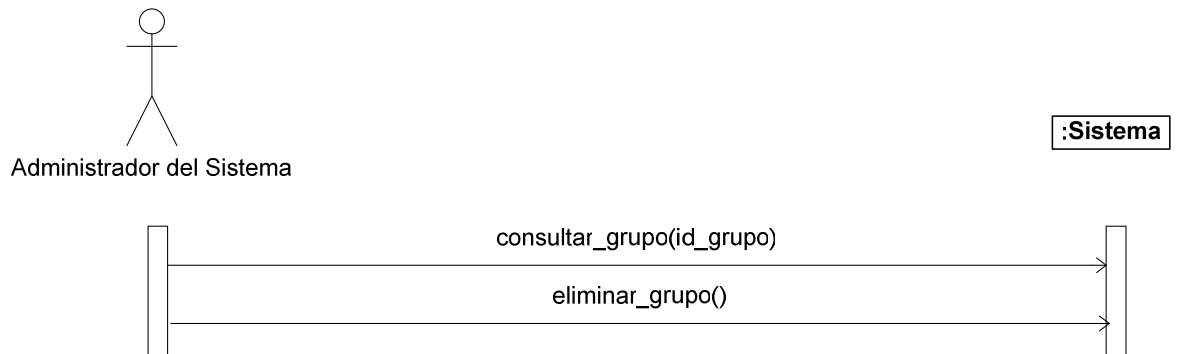 :Sistema
Administrador del Sistema
consultar_grupo(id_grupo)
eliminar_grupo()